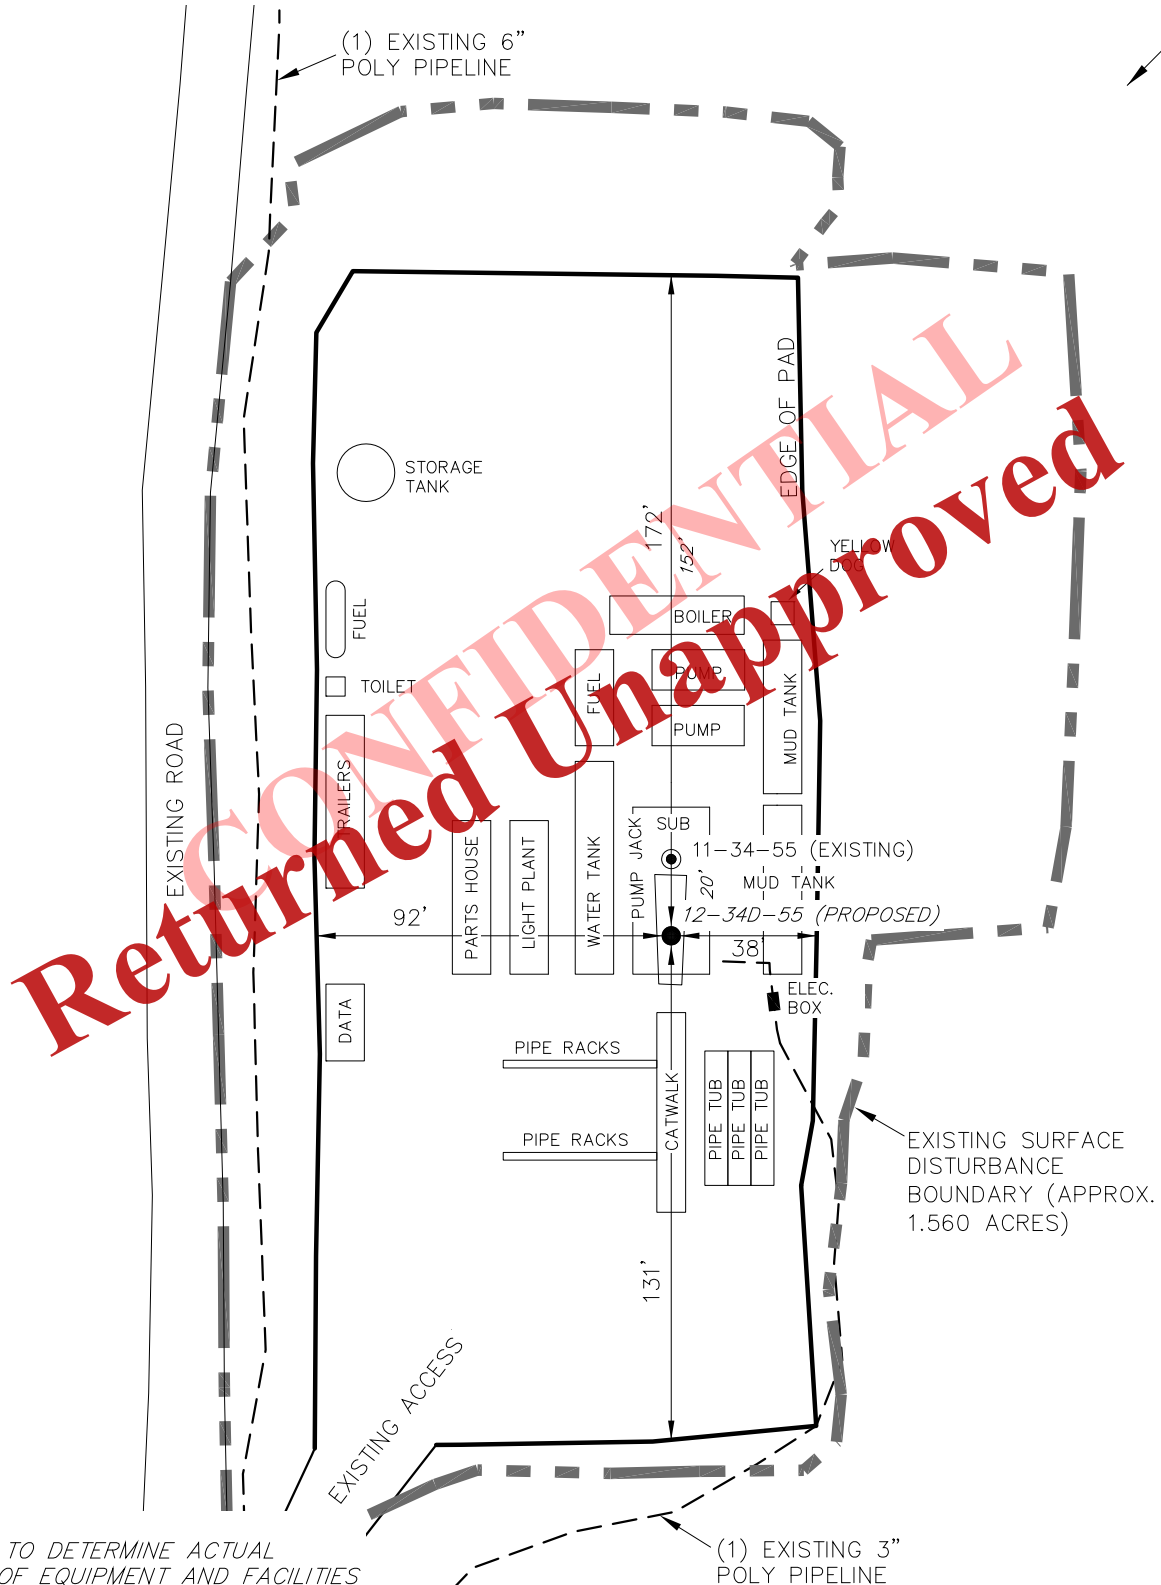 (1) EXISTING 6”
POLY PIPELINE
EDGE OF PAD
STORAGE
TANK
172'
152'
YELLOW
DOG
FUEL
BOILER
TOILET
FUEL
PUMP
MUD TANK
PUMP
EXISTING ROAD
TRAILERS
SUB
PUMP JACK
11-34-55 (EXISTING)
PARTS HOUSE
LIGHT PLANT
WATER TANK
20'
MUD TANK
12-34D-55 (PROPOSED)
92'
38'
ELEC.
BOX
DATA
PIPE RACKS
CATWALK
PIPE TUB
PIPE TUB
PIPE TUB
PIPE RACKS
EXISTING SURFACE
DISTURBANCE
BOUNDARY (APPROX.
1.560 ACRES)
131'
EXISTING ACCESS
TO DETERMINE ACTUAL
OF EQUIPMENT AND FACILITIES
(1) EXISTING 3”
POLY PIPELINE
CONFIDENTIAL
Returned Unapproved